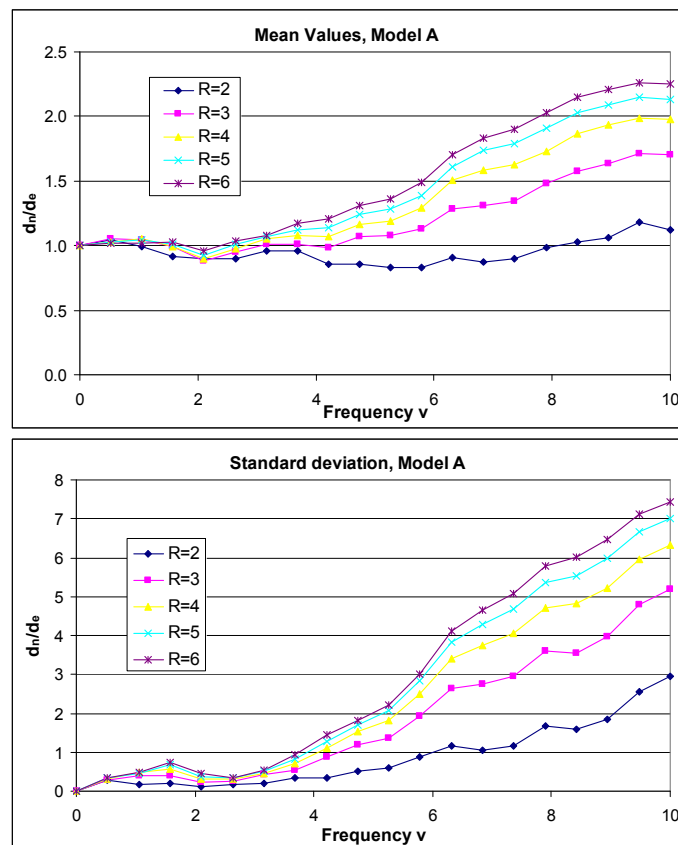 Mean Values, Model A
2.5
2.0
1.5
1.0
0.5
0.0
dn/de
R=2
R=3
R=4
R=5
R=6
0 2 4 6 8 10
Frequency v
Standard deviation, Model A
8
7
6
5
4
3
2
1
0
dn/de
R=2
R=3
R=4
R=5
R=6
0 2 4 6 8 10
Frequency v